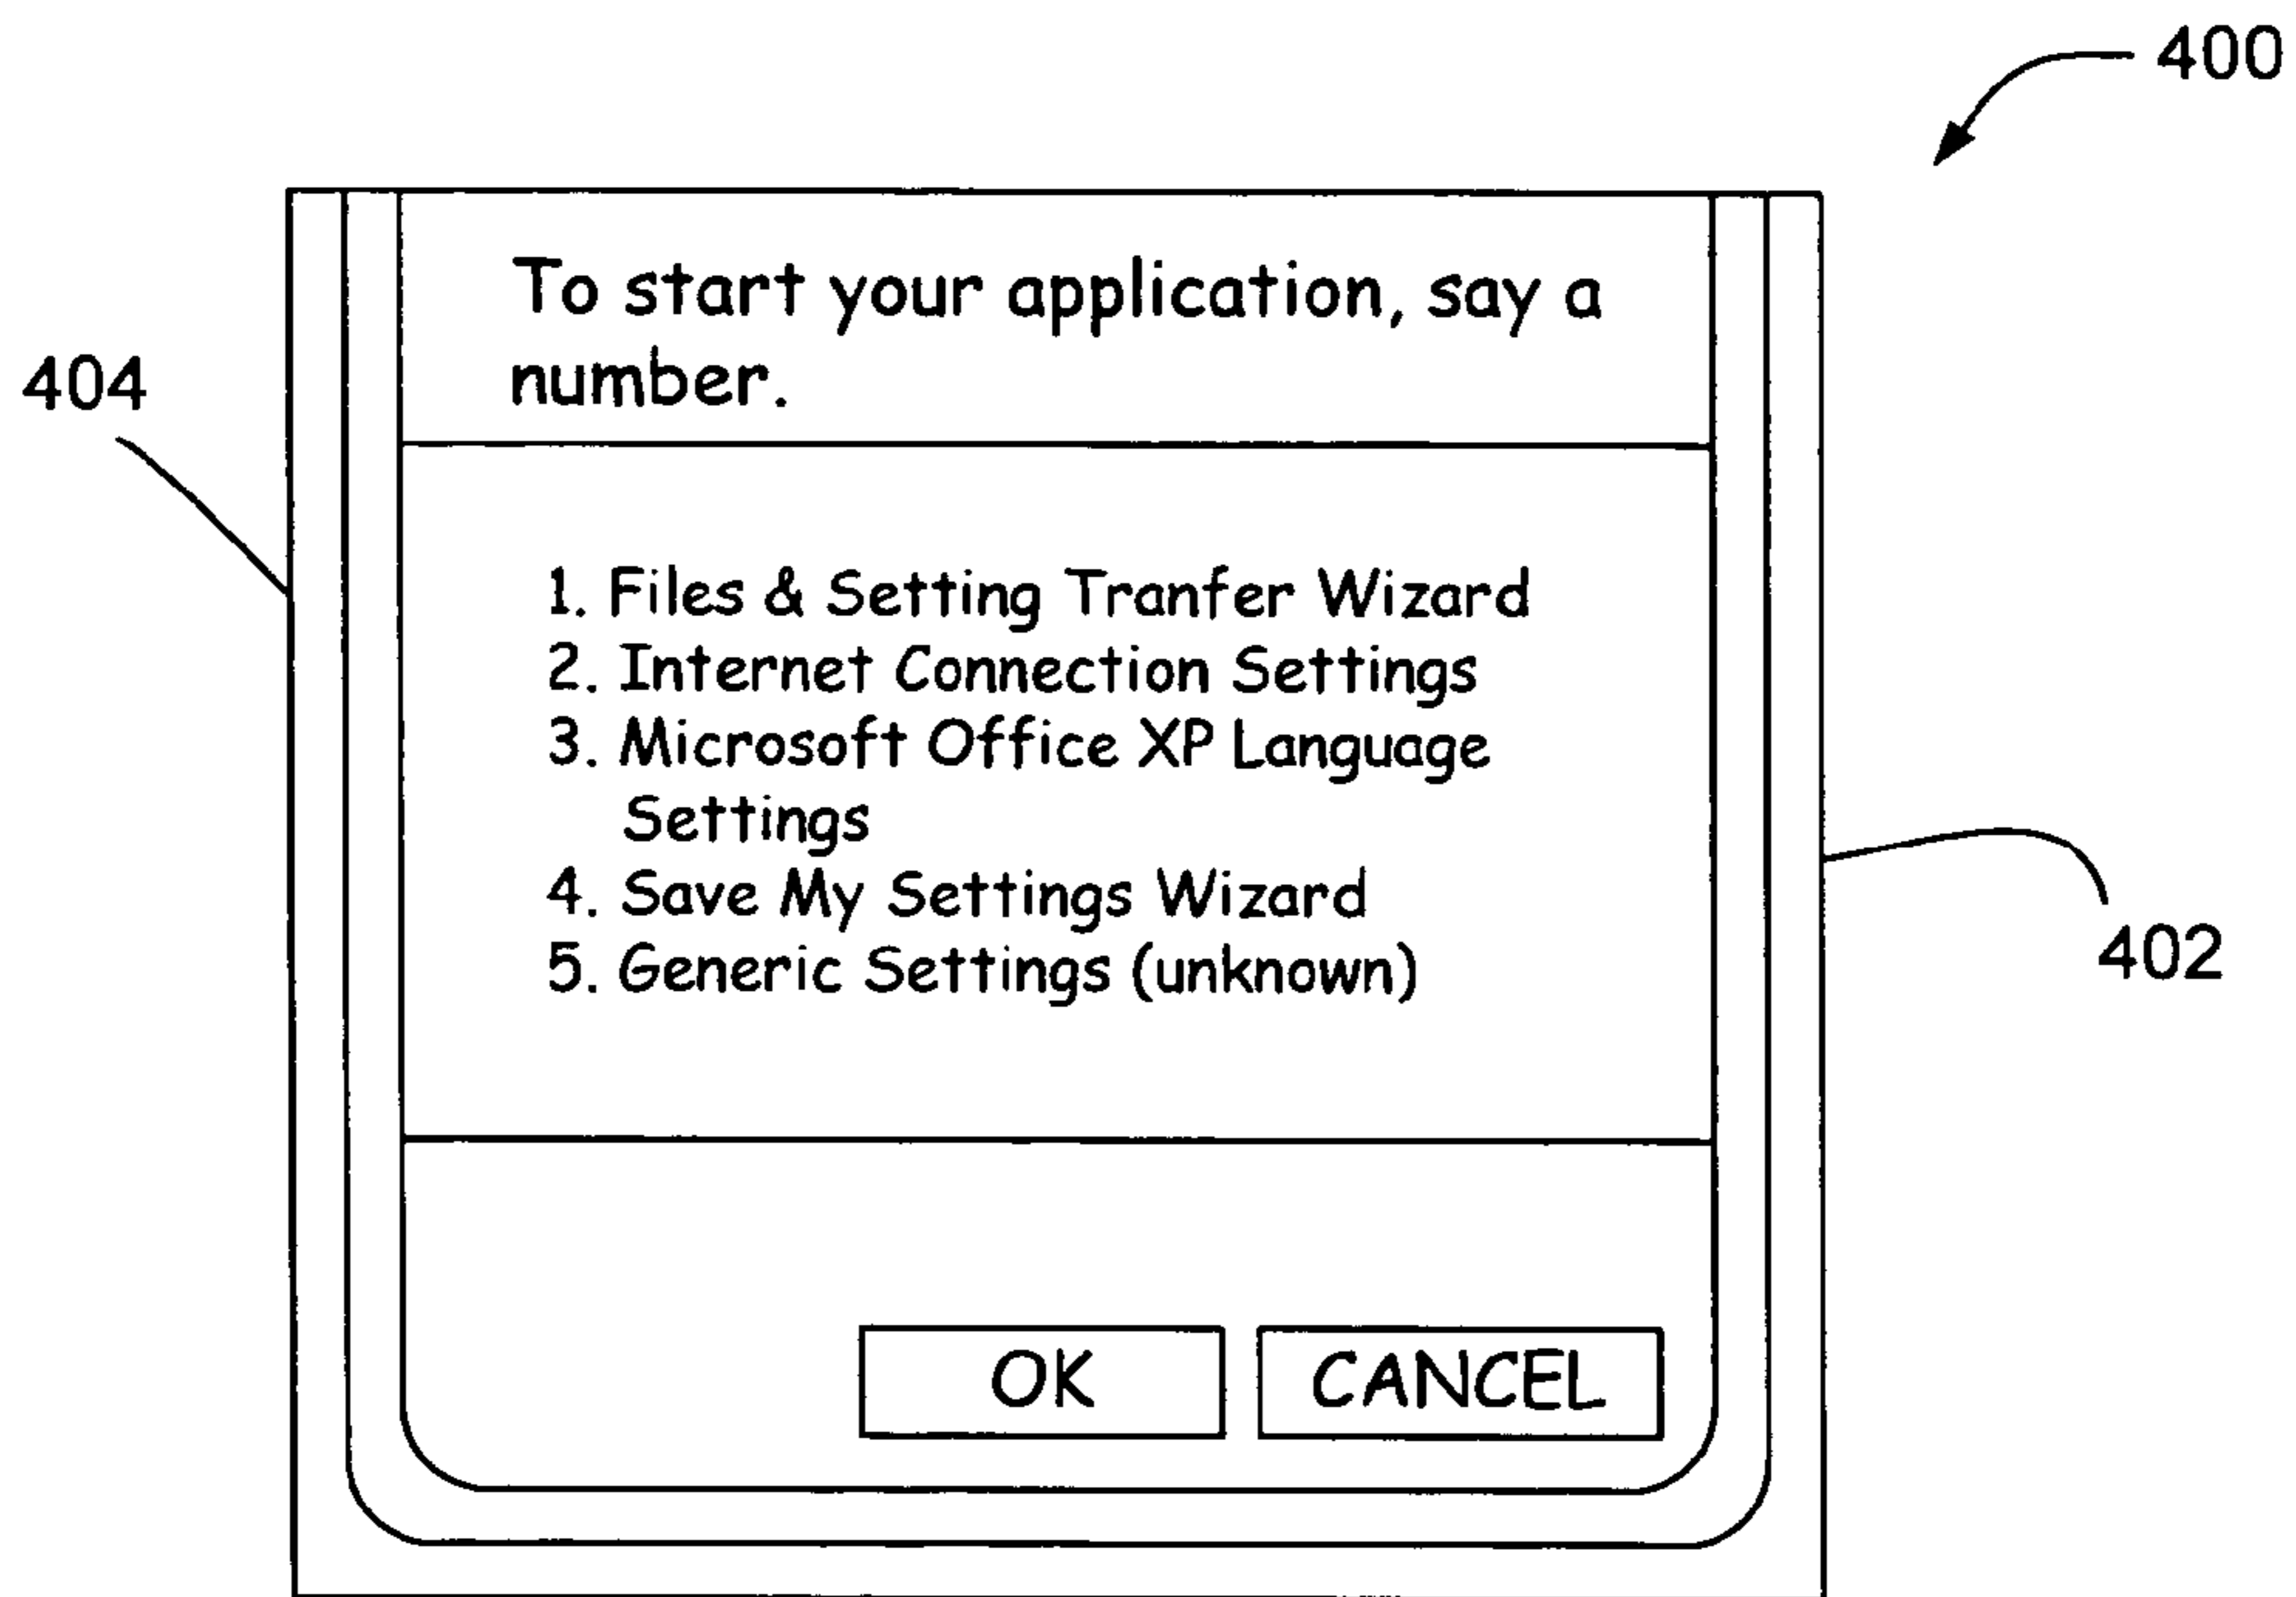 400
To start your application, say a
number.
404
1. Files & Setting Tranfer Wizard
2. Internet Connection Settings
3. Microsoft Office XP Language
Settings
4. Save My Settings Wizard
5. Generic Settings (unknown)
402
OK
CANCEL